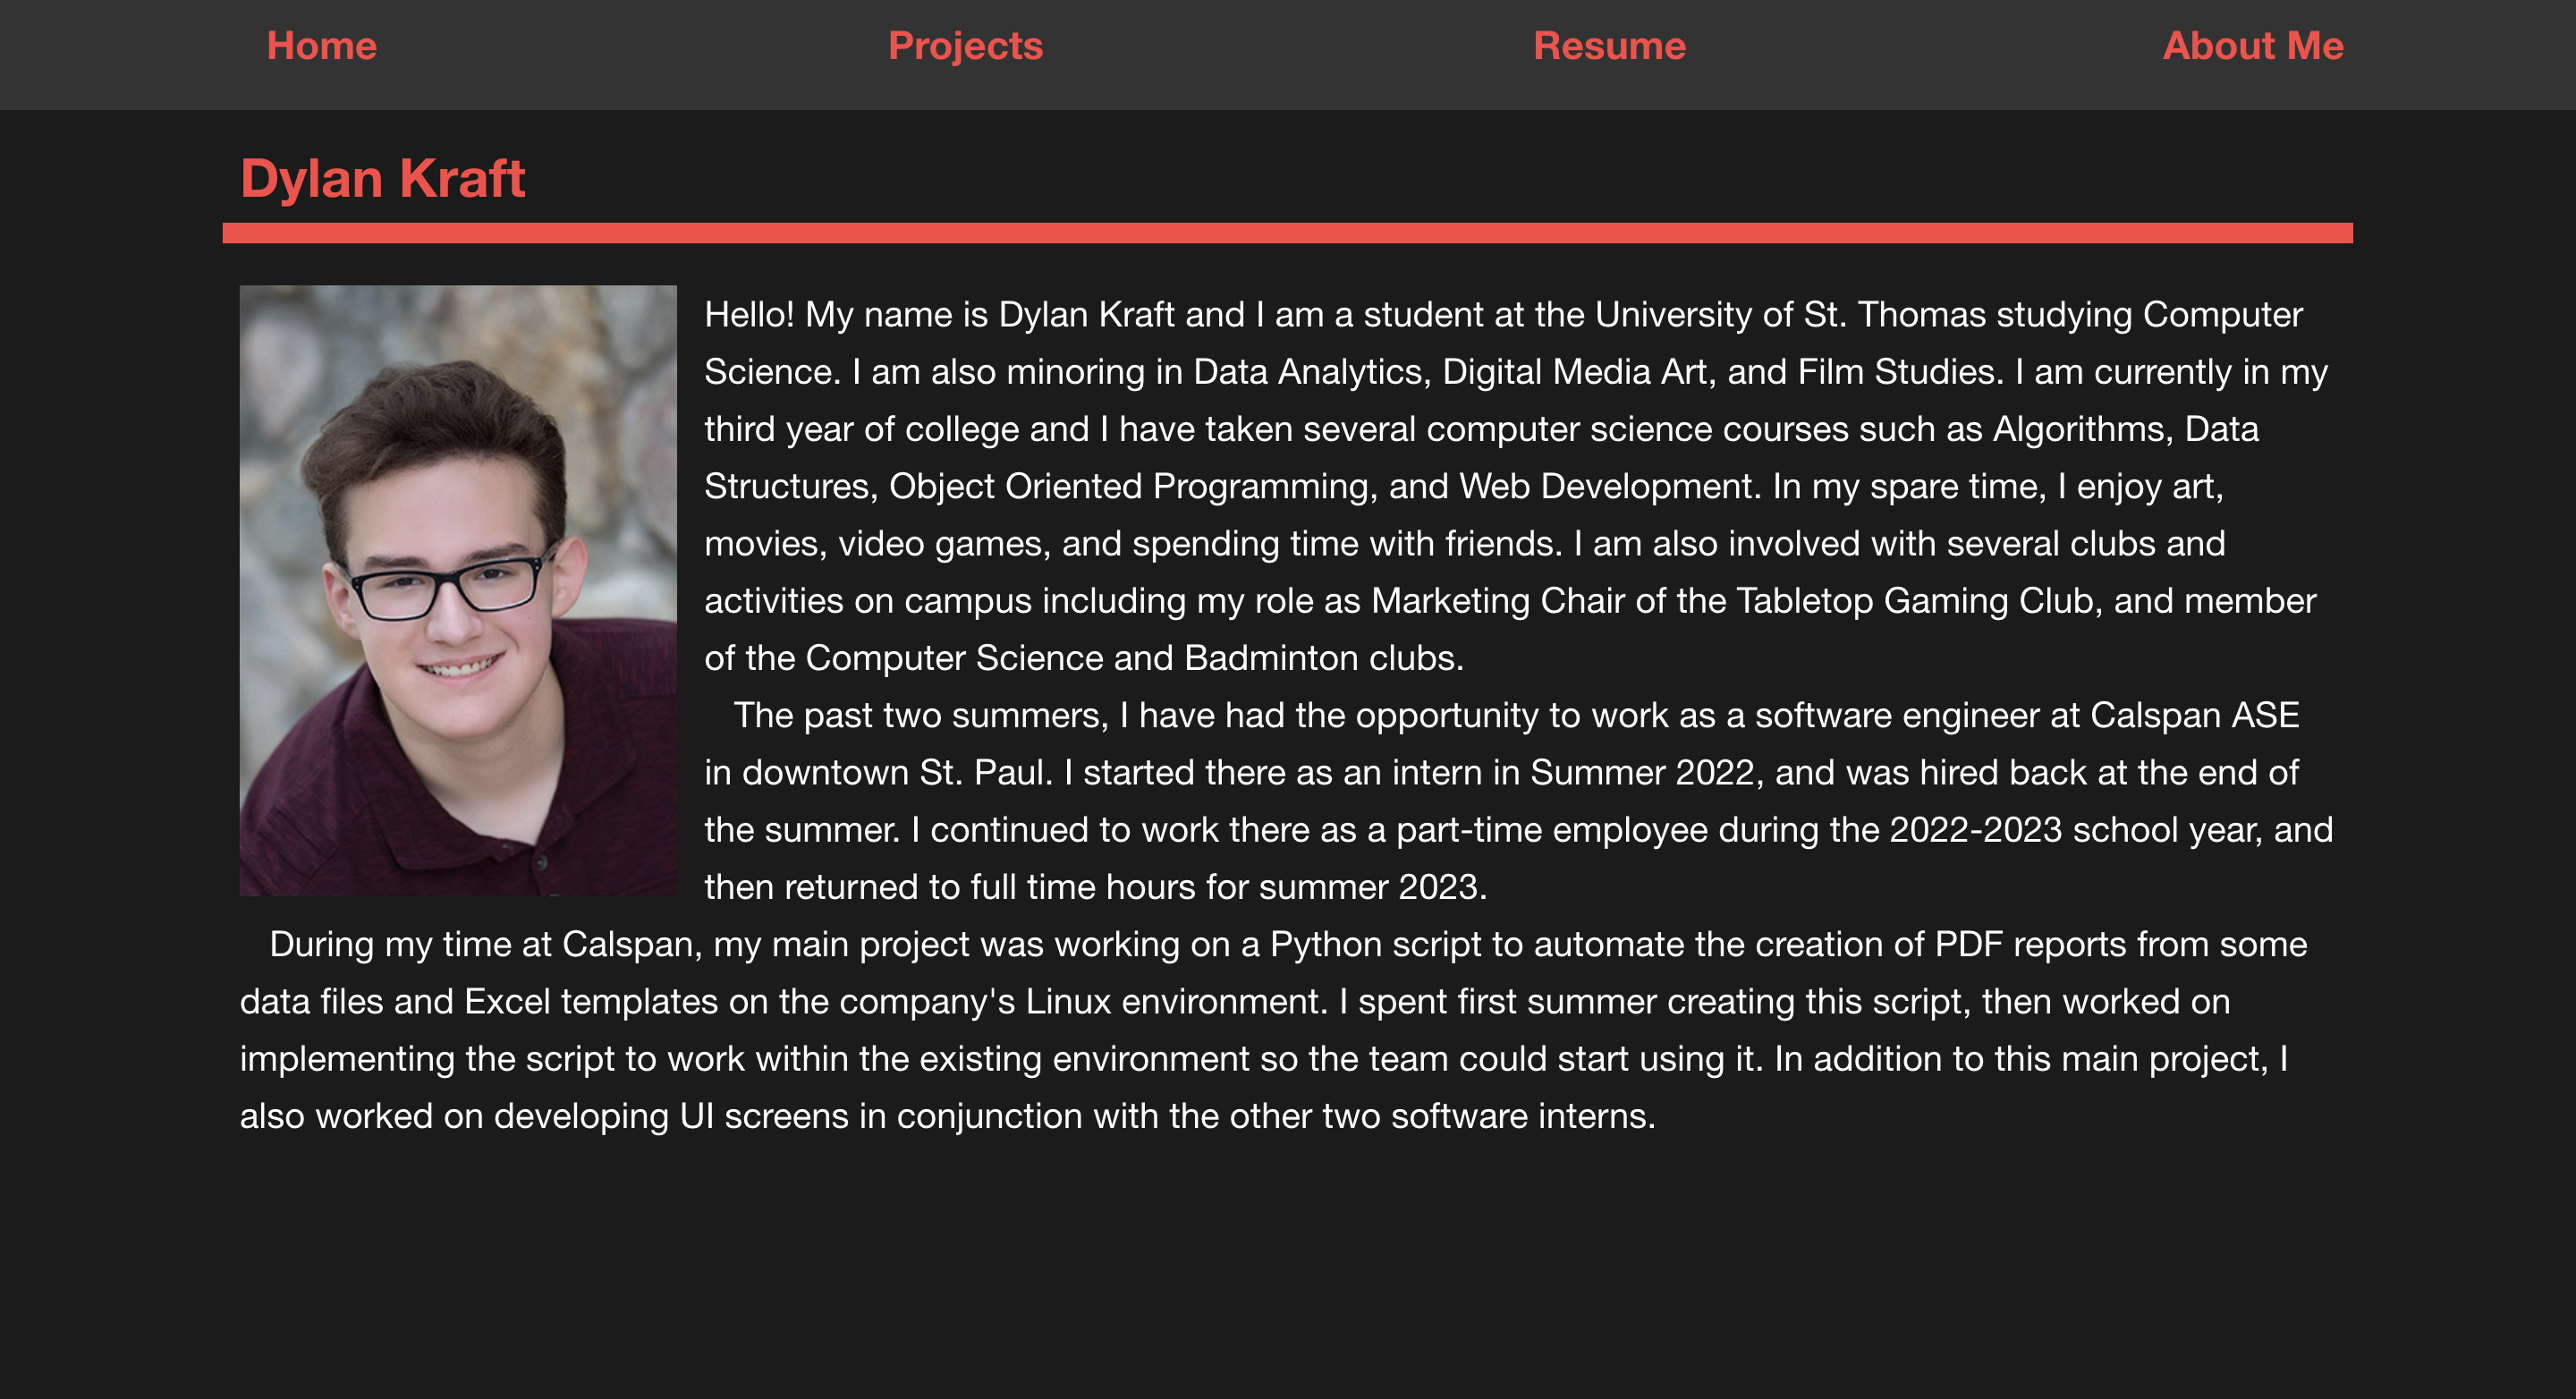 Home
Projects
Resume
About Me
Dylan Kraft
Hello! My name is Dylan Kraft and I am a student at the University of St. Thomas studying Computer
Science. I am also minoring in Data Analytics, Digital Media Art, and Film Studies. I am currently in my
third year of college and I have taken several computer science courses such as Algorithms, Data
Structures, Object Oriented Programming, and Web Development. In my spare time, I enjoy art,
movies, video games, and spending time with friends. I am also involved with several clubs and
activities on campus including my role as Marketing Chair of the Tabletop Gaming Club, and member
of the Computer Science and Badminton clubs.
The past two summers, I have had the opportunity to work as a software engineer at Calspan ASE
in downtown St. Paul. I started there as an intern in Summer 2022, and was hired back at the end of
the summer. I continued to work there as a part-time employee during the 2022-2023 school year, and
then returned to full time hours for summer 2023.
During my time at Calspan, my main project was working on a Python script to automate the creation of PDF reports from some
data files and Excel templates on the company's Linux environment. I spent first summer creating this script, then worked on
implementing the script to work within the existing environment so the team could start using it. In addition to this main project, I
also worked on developing UI screens in conjunction with the other two software interns.